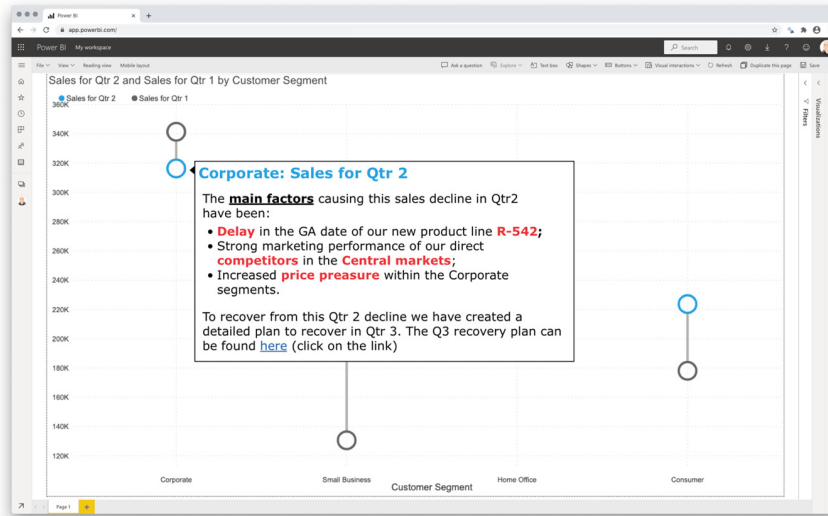 Power BI
app.powerbi.com/
Power BI My workspace
Search
File View Reading view Mobile layout
Ask a question Explore Text box Shapes Buttons Visual interactions Refresh Duplicate this page Save
Sales for Qtr 2 and Sales for Qtr 1 by Customer Segment
Sales for Qtr 2 Sales for Qtr 1
360K
340K
320K
300K
280K
260K
240K
220K
200K
180K
160K
140K
120K
Corporate: Sales for Qtr 2
The main factors causing this sales decline in Qtr2
have been:
• Delay in the GA date of our new product line R-542;
• Strong marketing performance of our direct
competitors in the Central markets;
• Increased price preasure within the Corporate
segments.
To recover from this Qtr 2 decline we have created a
detailed plan to recover in Qtr 3. The Q3 recovery plan can
be found here (click on the link)
Corporate Small Business Home Office Consumer
Customer Segment
Filters
Visualizations
Page 1